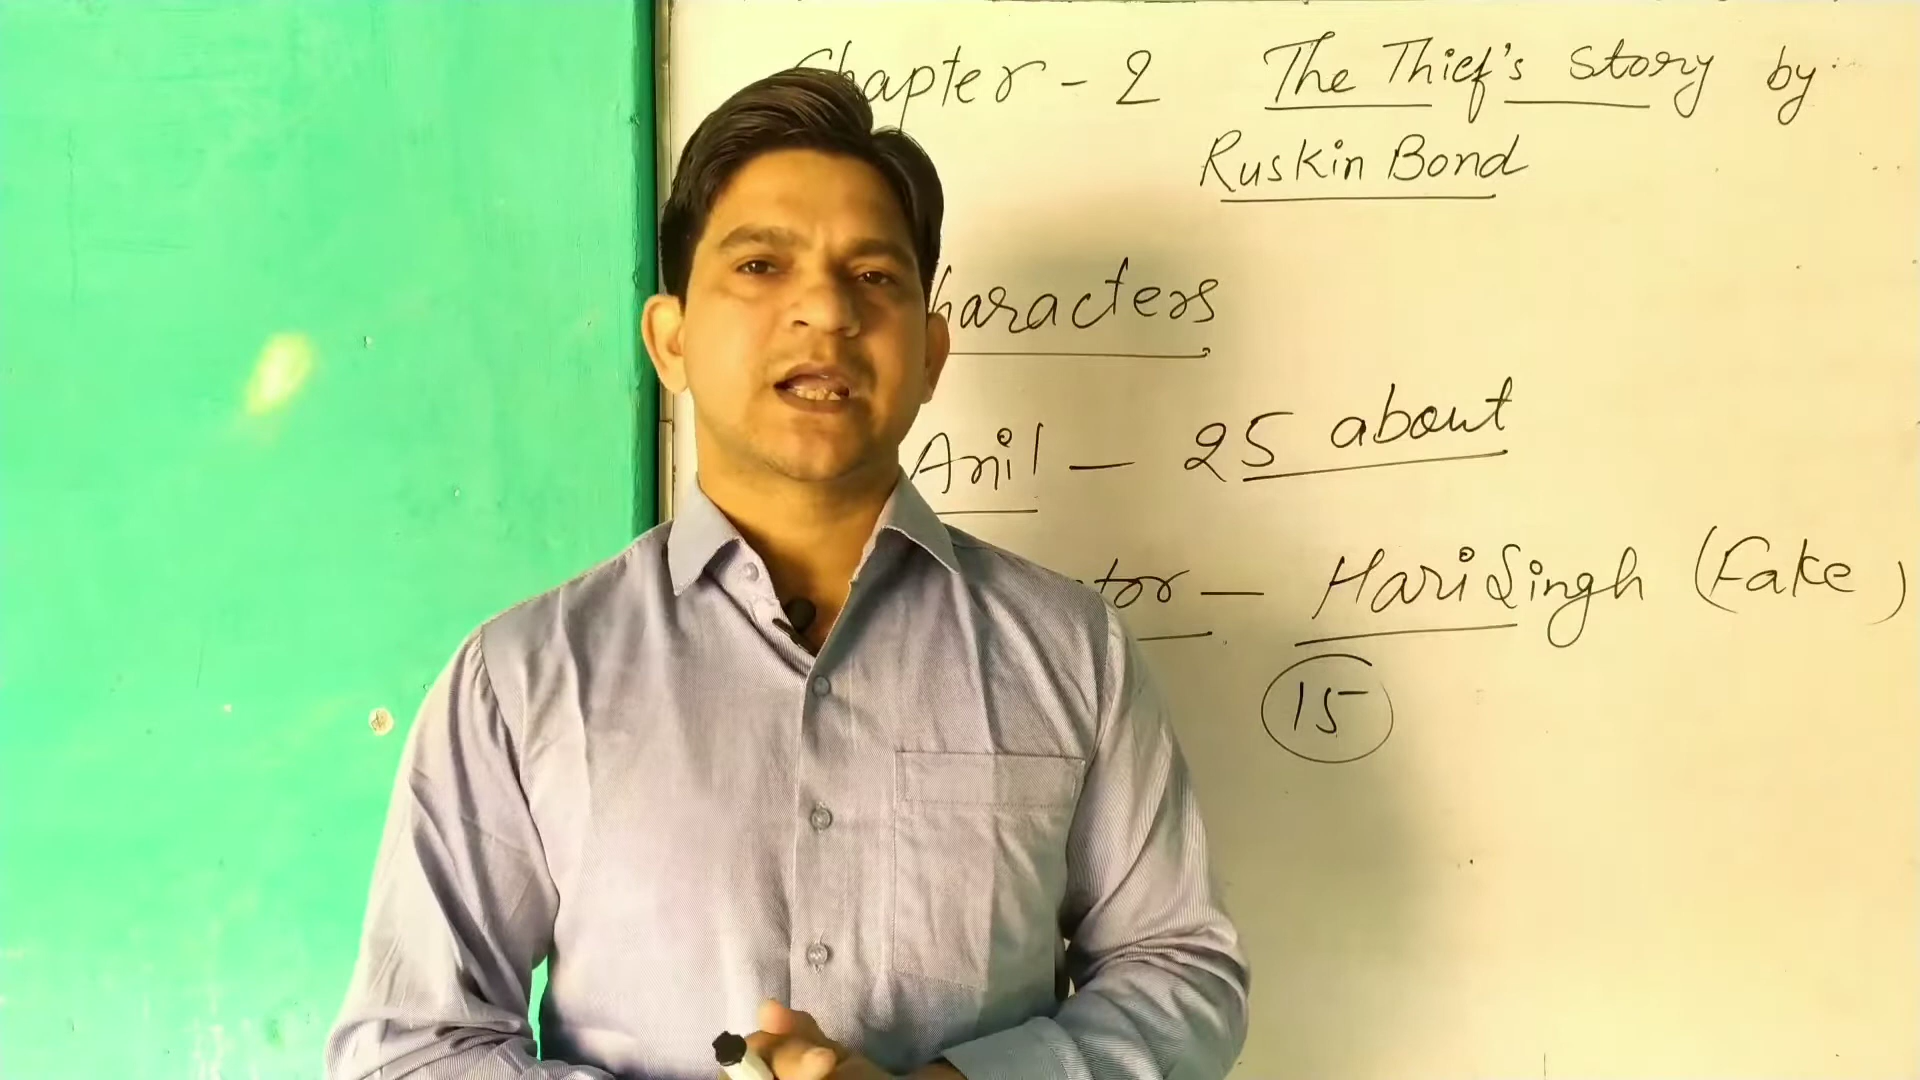 Chapter - 2 The Thief's Story by
Ruskin Bond
haracters
Anil — 25 about
tor — Hari Singh (Fake)
15